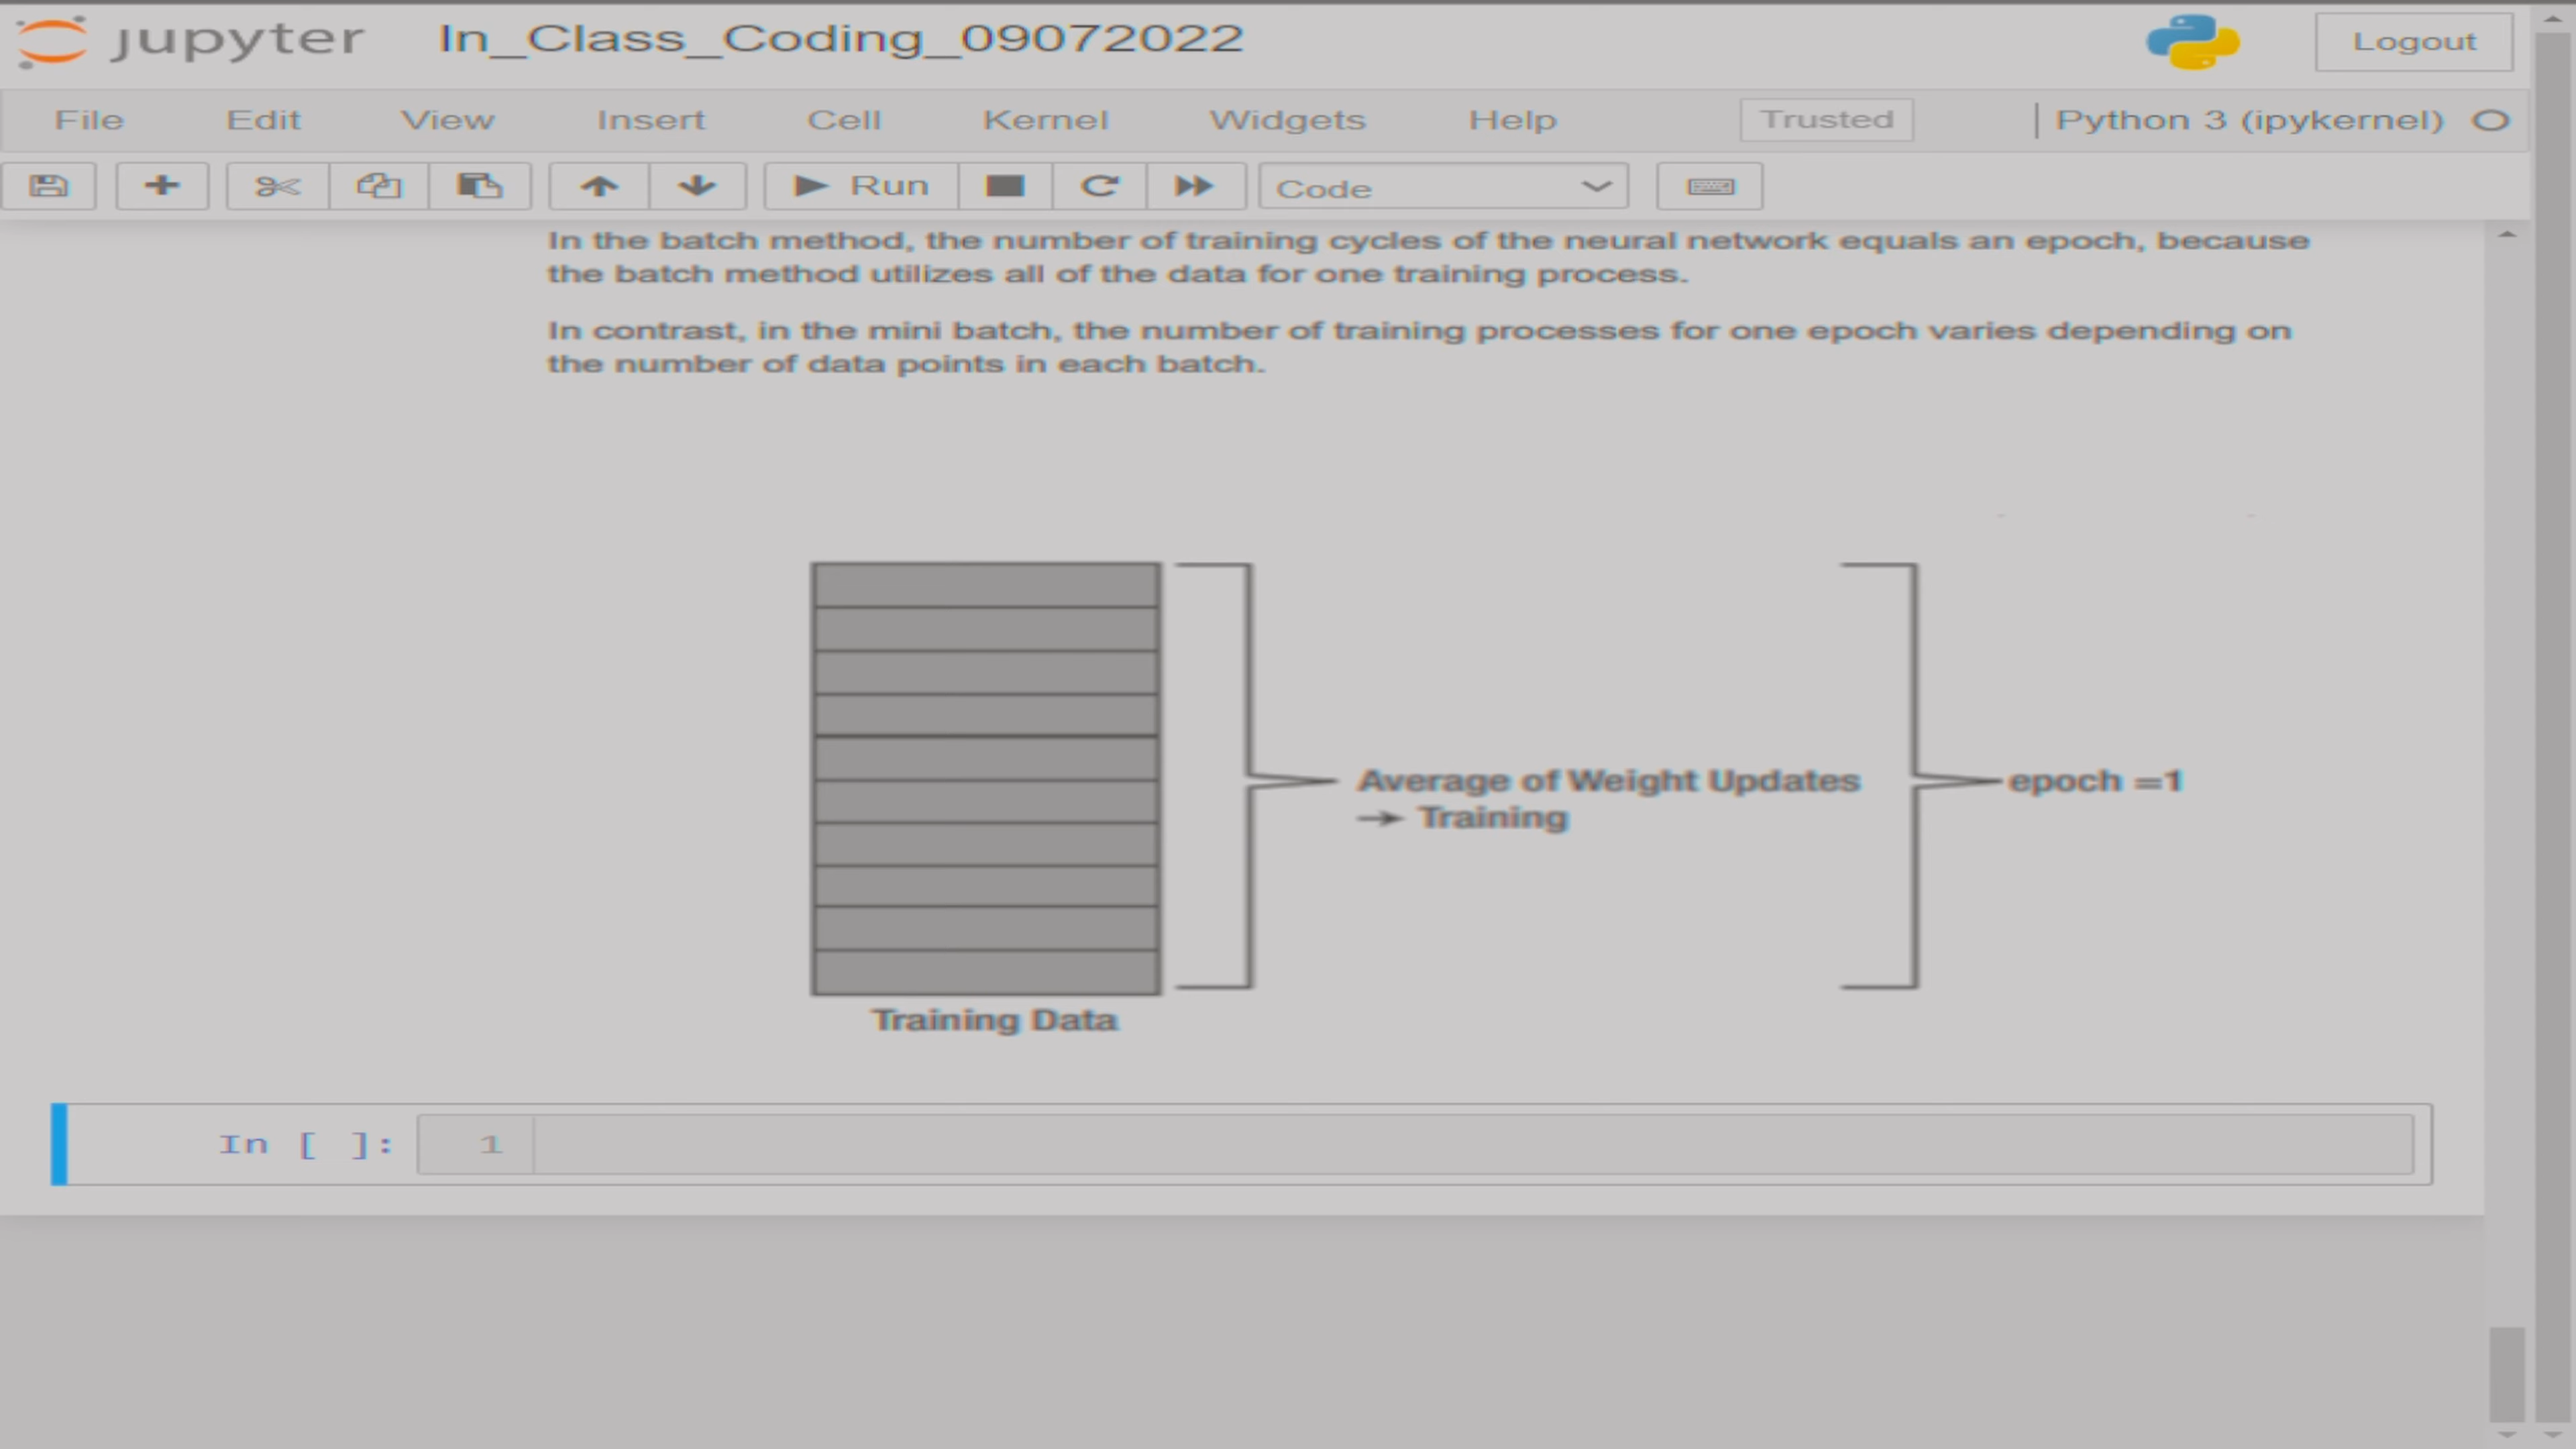 jupyter In_Class_Coding_09072022 Logout
File Edit View Insert Cell Kernel Widgets Help Trusted Python 3 (ipykernel)
Run Code
In the batch method, the number of training cycles of the neural network equals an epoch, because
the batch method utilizes all of the data for one training process.
In contrast, in the mini batch, the number of training processes for one epoch varies depending on
the number of data points in each batch.
Average of Weight Updates
→ Training
epoch =1
Training Data
In [ ]: 1